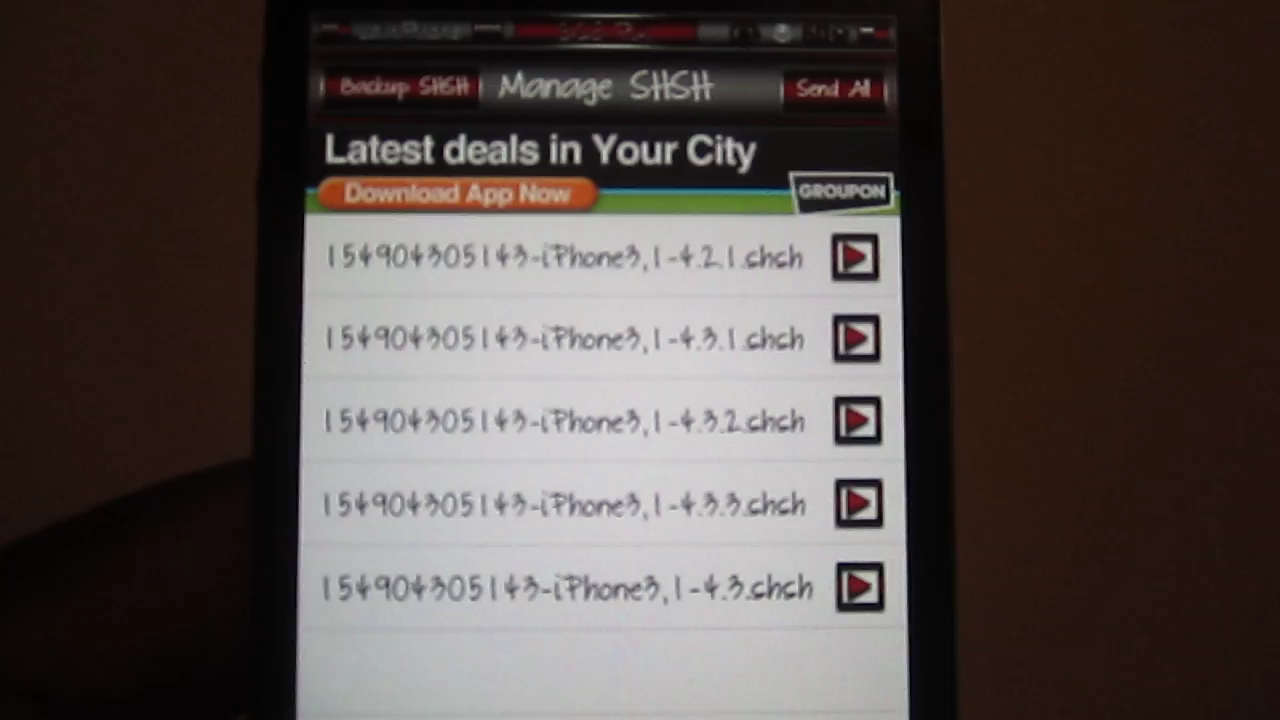 Backup SHSH Manage SHSH Send All
Latest deals in Your City
Download App Now GROUPON
154904305143-iPhone3,1-4.2.1.shsh
154904305143-iPhone3,1-4.3.1.shsh
154904305143-iPhone3,1-4.3.2.shsh
154904305143-iPhone3,1-4.3.3.shsh
154904305143-iPhone3,1-4.3.shsh